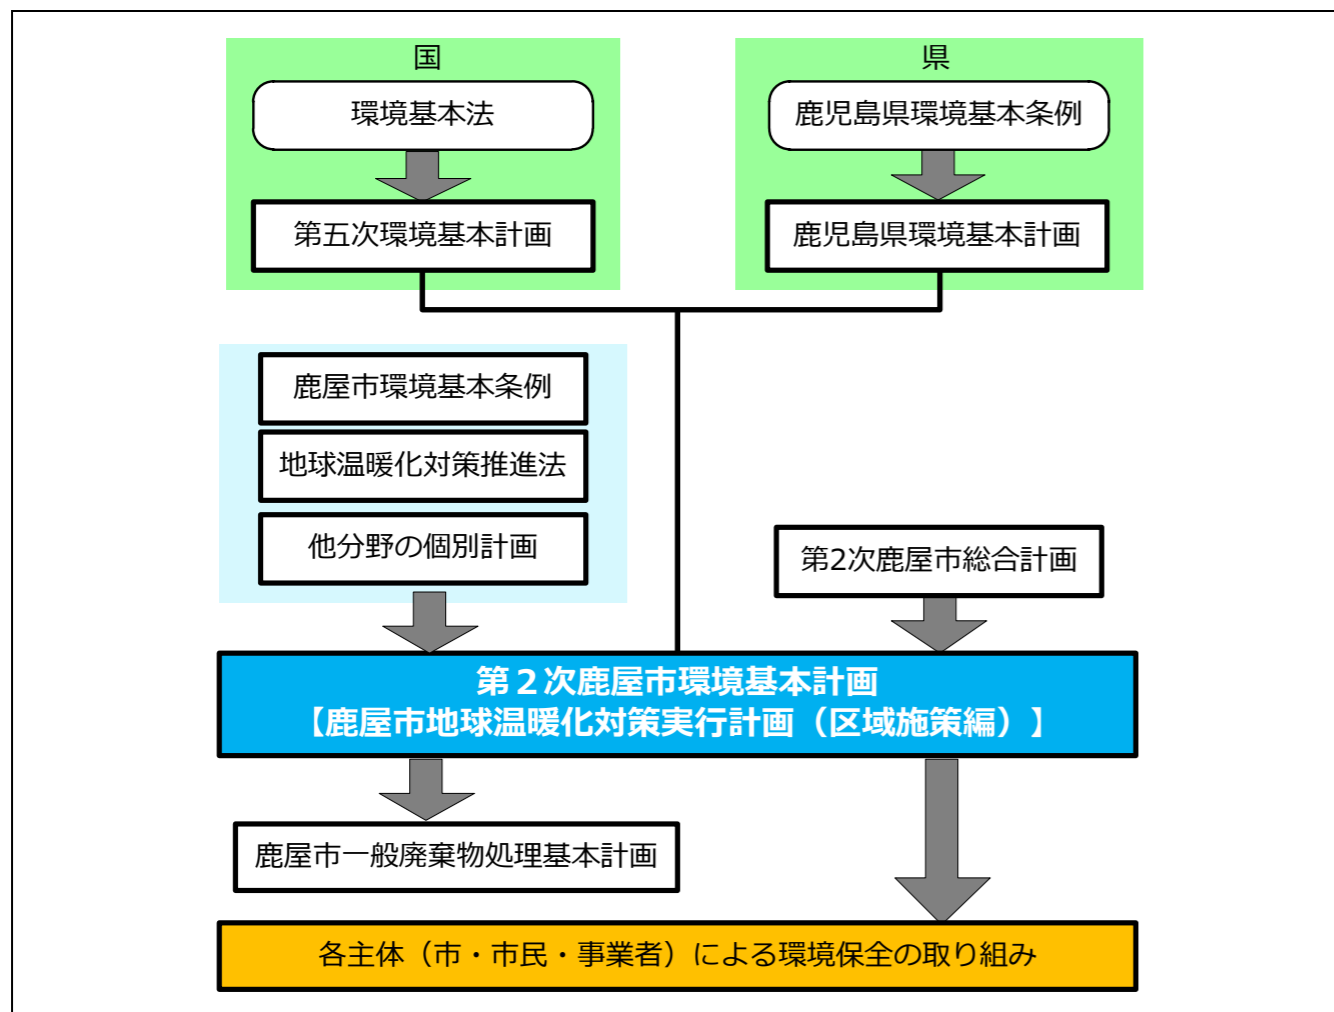 国
環境基本法
第五次環境基本計画
県
鹿児島県環境基本条例
鹿児島県環境基本計画
鹿屋市環境基本条例
地球温暖化対策推進法
他分野の個別計画
第2次鹿屋市総合計画
第２次鹿屋市環境基本計画
【鹿屋市地球温暖化対策実行計画（区域施策編）】
鹿屋市一般廃棄物処理基本計画
各主体（市・市民・事業者）による環境保全の取り組み